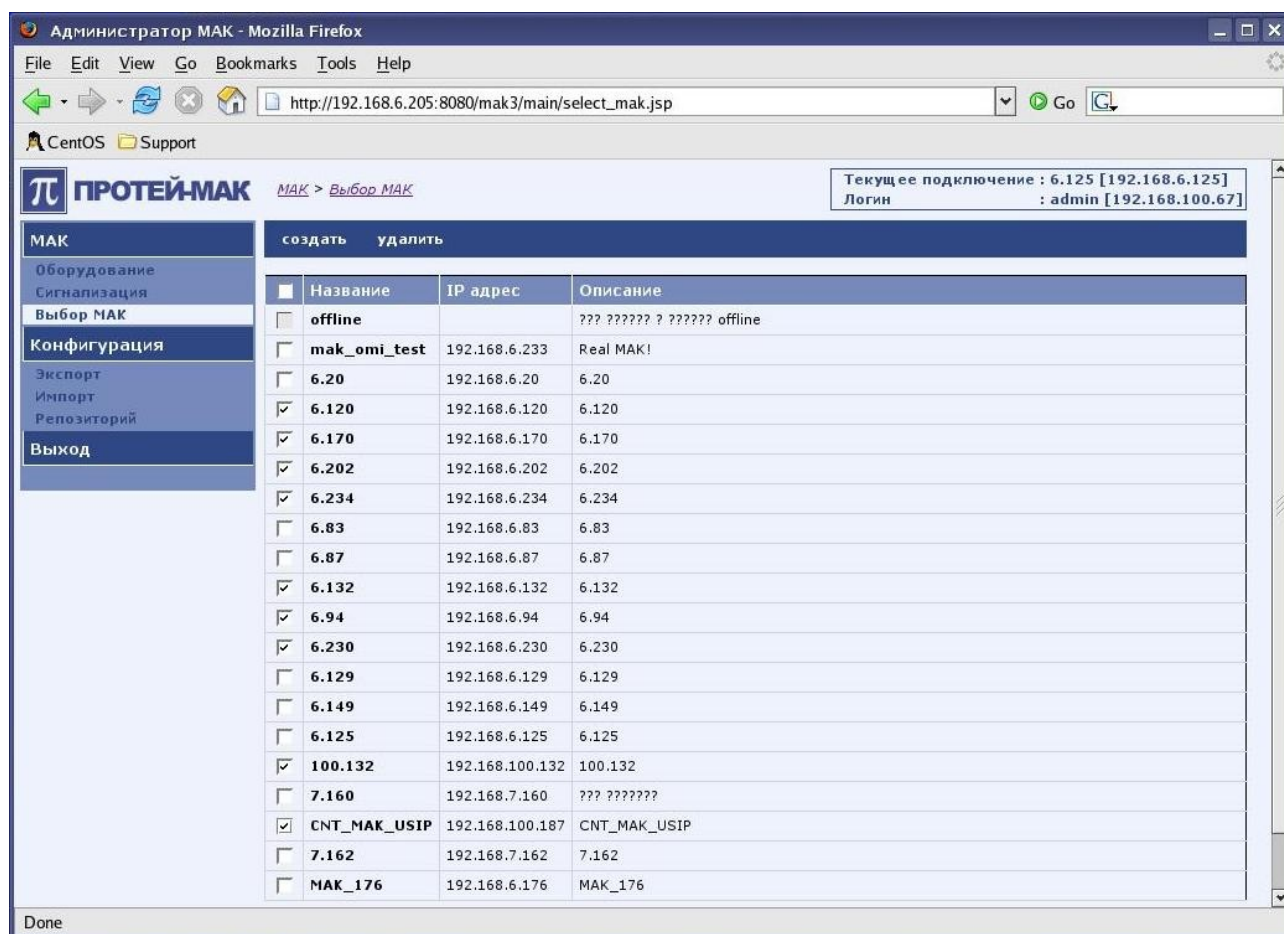 Администратор МАК - Mozilla Firefox
File Edit View Go Bookmarks Tools Help
http://192.168.6.205:8080/mak3/main/select_mak.jsp Go G
CentOS Support
π ПРОТЕЙ-МАК МАК > Выбор МАК
Текущее подключение : 6.125 [192.168.6.125]
Логин : admin [192.168.100.67]
МАК
Оборудование
Сигнализация
Выбор МАК
Конфигурация
Экспорт
Импорт
Репозиторий
Выход
создать удалить
Название IP адрес Описание
offline ??? ?????? ? ?????? offline
mak_omi_test 192.168.6.233 Real MAK!
6.20 192.168.6.20 6.20
6.120 192.168.6.120 6.120
6.170 192.168.6.170 6.170
6.202 192.168.6.202 6.202
6.234 192.168.6.234 6.234
6.83 192.168.6.83 6.83
6.87 192.168.6.87 6.87
6.132 192.168.6.132 6.132
6.94 192.168.6.94 6.94
6.230 192.168.6.230 6.230
6.129 192.168.6.129 6.129
6.149 192.168.6.149 6.149
6.125 192.168.6.125 6.125
100.132 192.168.100.132 100.132
7.160 192.168.7.160 ??? ???????
CNT_MAK_USIP 192.168.100.187 CNT_MAK_USIP
7.162 192.168.7.162 7.162
MAK_176 192.168.6.176 MAK_176
Done